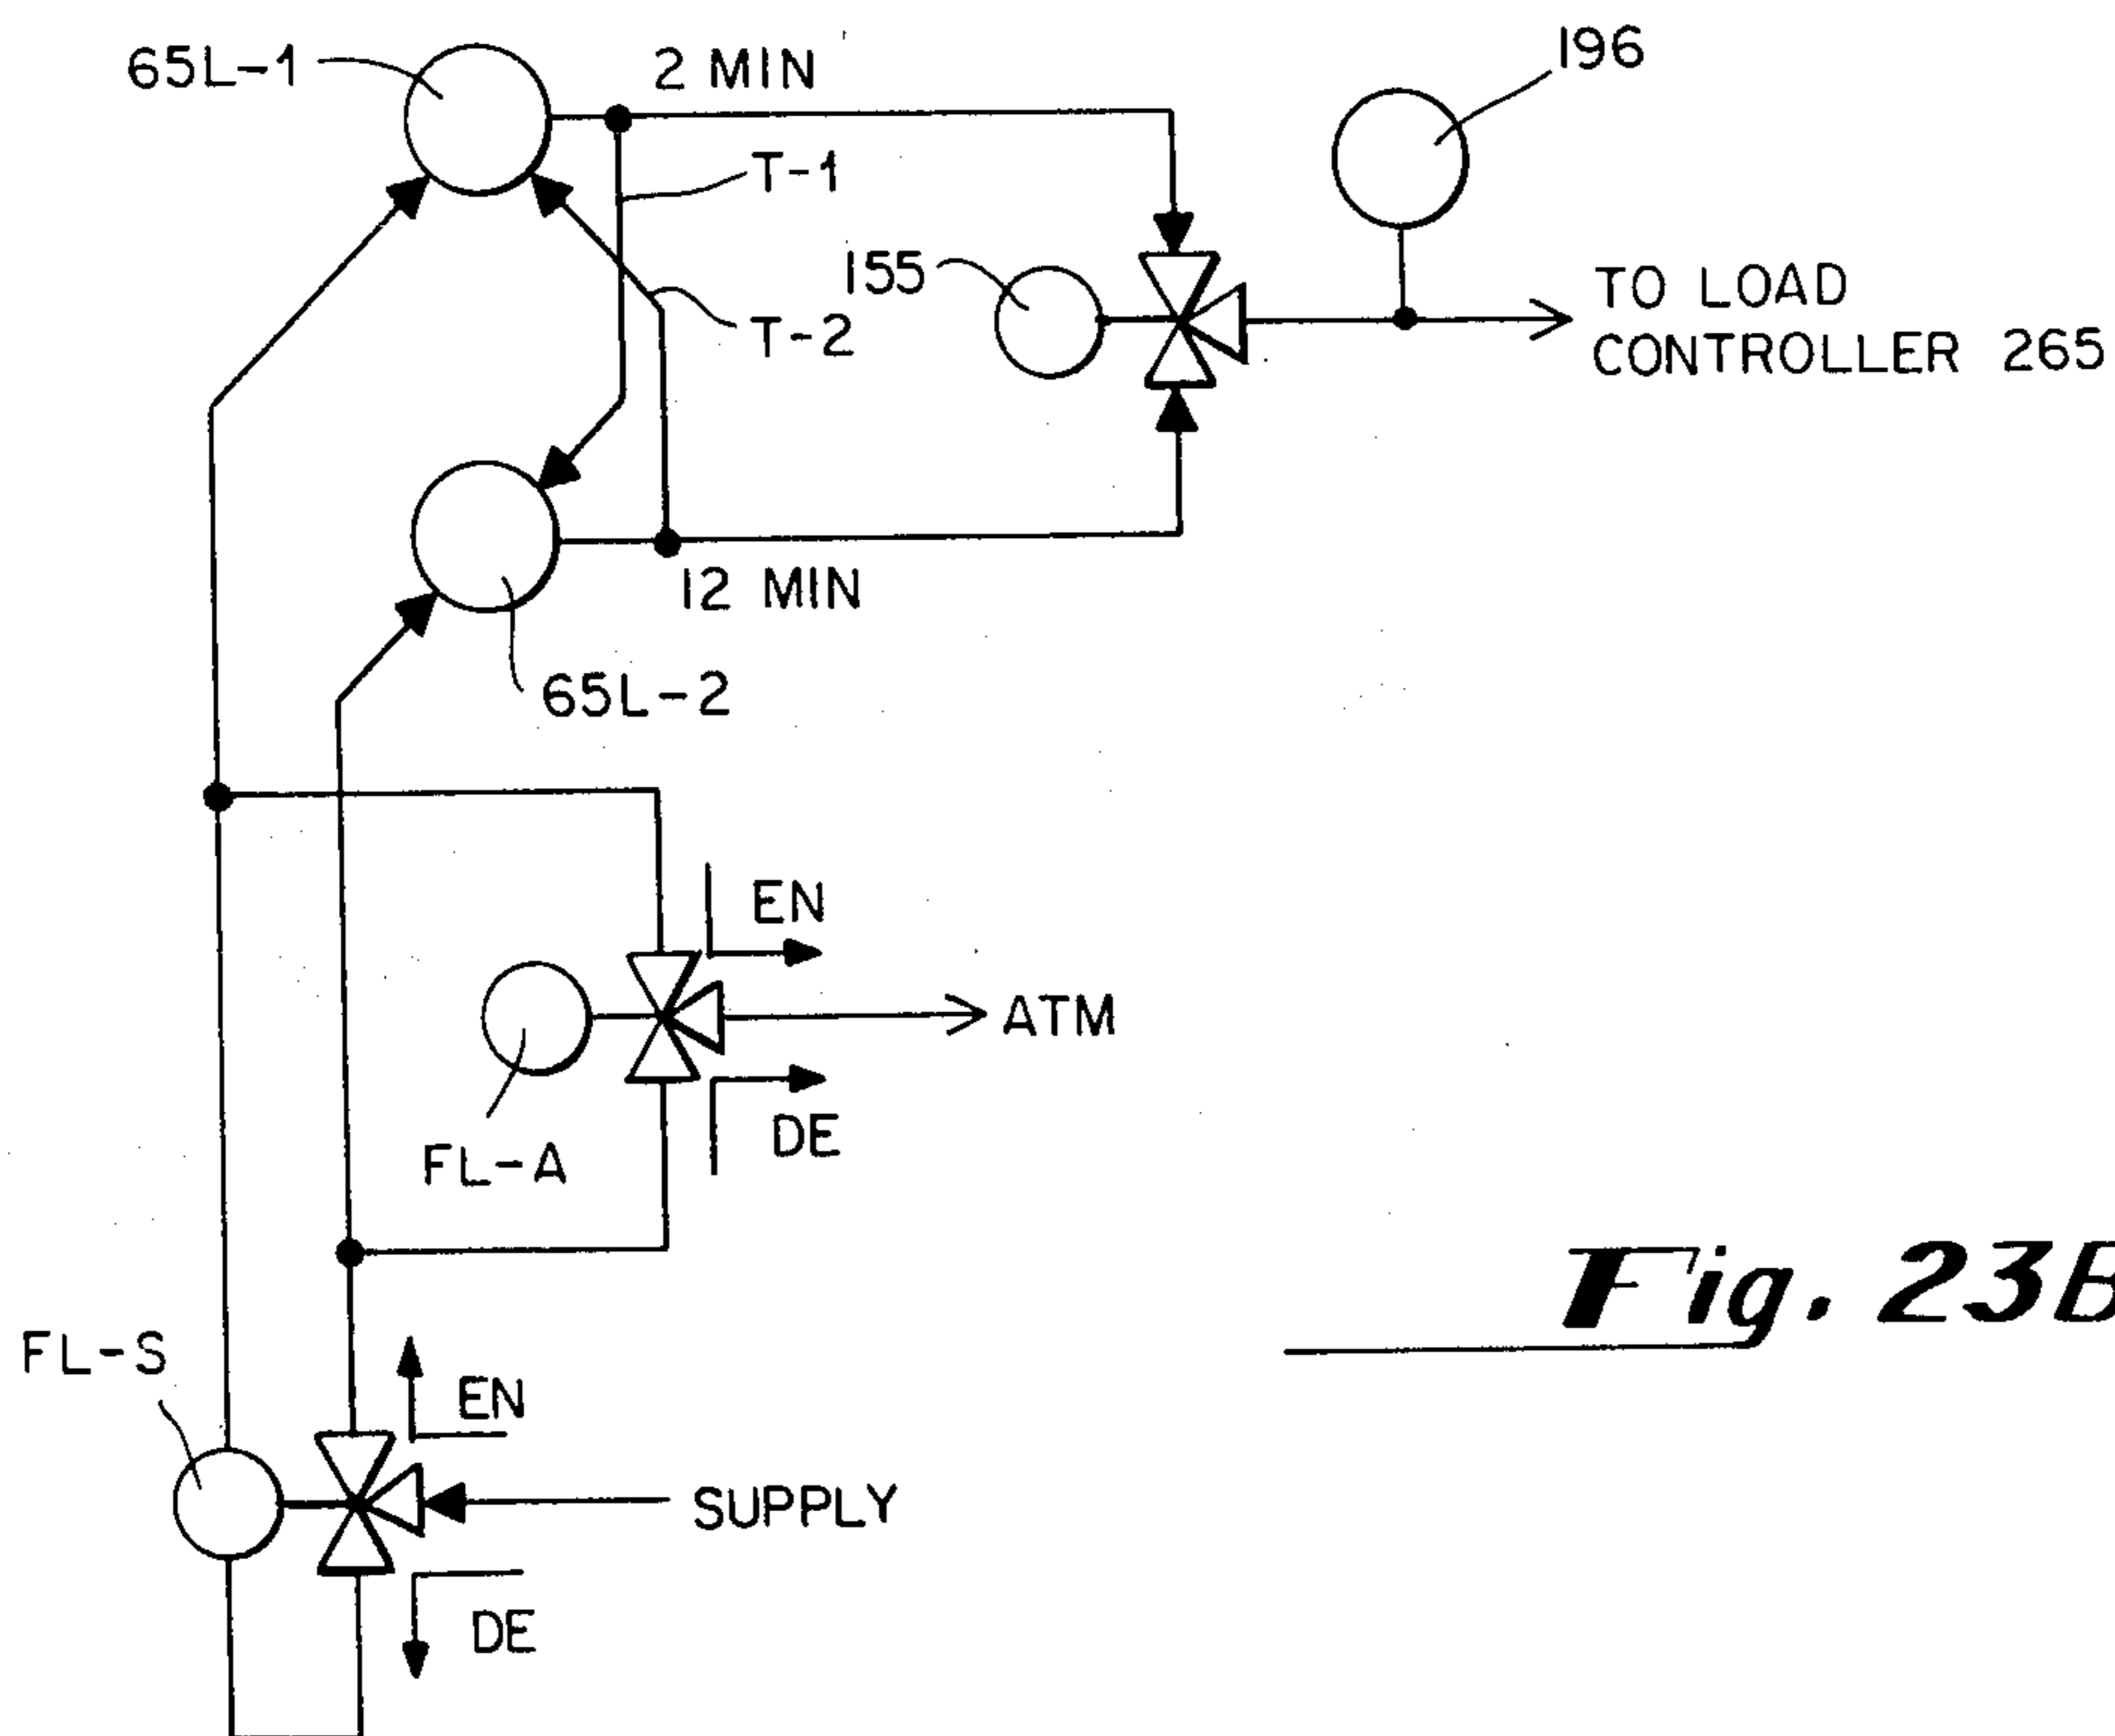 65L-1
2 MIN
196
T-1
155
T-2
TO LOAD
CONTROLLER 265
12 MIN
65L-2
EN
ATM
DE
FL-A
FL-S
EN
SUPPLY
DE
Fig. 23B